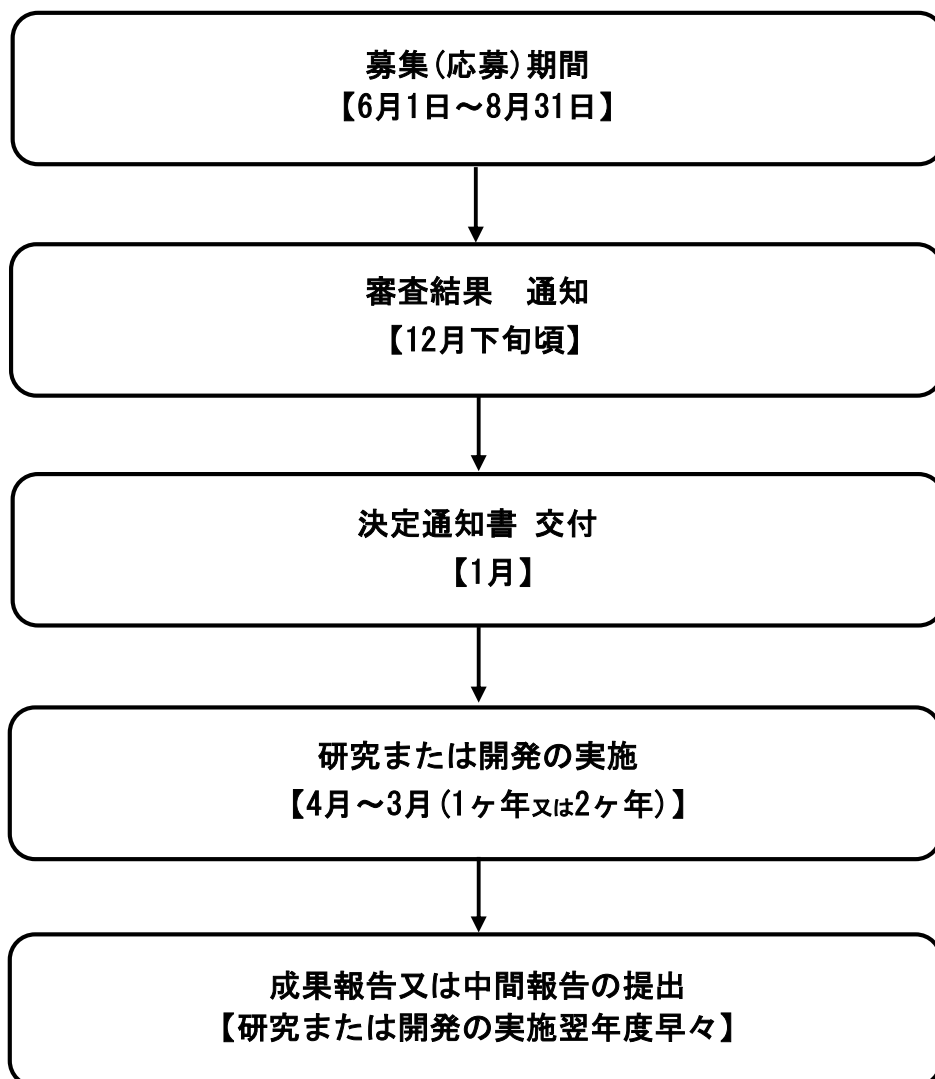 募集(応募)期間
【6月1日～8月31日】
審査結果　通知
【12月下旬頃】
決定通知書 交付
【1月】
研究または開発の実施
【4月～3月(1ヶ年又は2ヶ年)】
成果報告又は中間報告の提出
【研究または開発の実施翌年度早々】